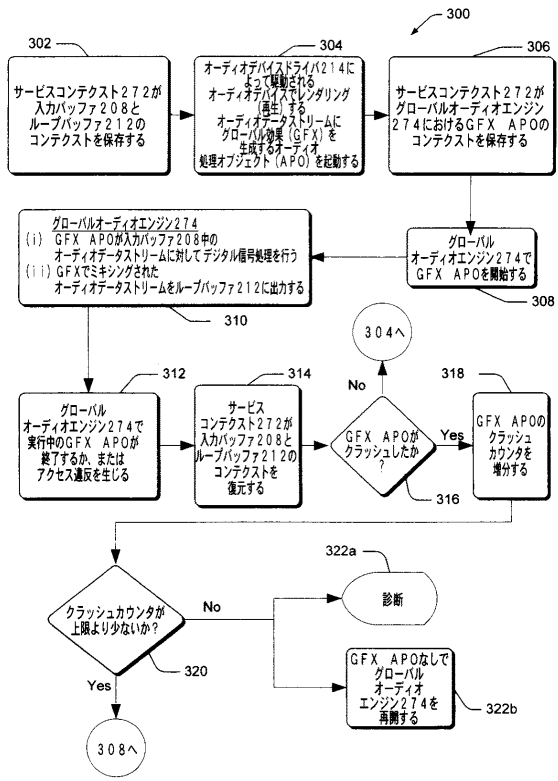 300
302
サービスコンテクスト272が
入力バッファ208と
ループバッファ212の
コンテクストを保存する
304
オーディオデバイスドライバ214に
よって駆動される
オーディオデバイスでレンダリング
(再生)する
オーディオデータストリームに
グローバル効果(GFX)を
生成するオーディオ
処理オブジェクト(APO)を起動する
306
サービスコンテクスト272が
グローバルオーディオエンジン
274におけるGFX APOの
コンテクストを保存する
グローバル
オーディオエンジン274で
GFX APOを開始する
308
グローバルオーディオエンジン274
(i) GFX APOが入力バッファ208中の
オーディオデータストリームに対してデジタル信号処理を行う
(ii)GFXでミキシングされた
オーディオデータストリームをループバッファ212に出力する
310
312
グローバル
オーディオエンジン274で
実行中のGFX APOが
終了するか、または
アクセス違反を生じる
314
サービス
コンテクスト272が
入力バッファ208と
ループバッファ212の
コンテクストを
復元する
304へ
No
GFX APOが
クラッシュしたか
?
316
Yes
318
GFX APOの
クラッシュ
カウンタを
増分する
クラッシュカウンタが
上限より少ないか?
320
No
Yes
308へ
322a
診断
GFX APOなしで
グローバル
オーディオ
エンジン274を
再開する
322b